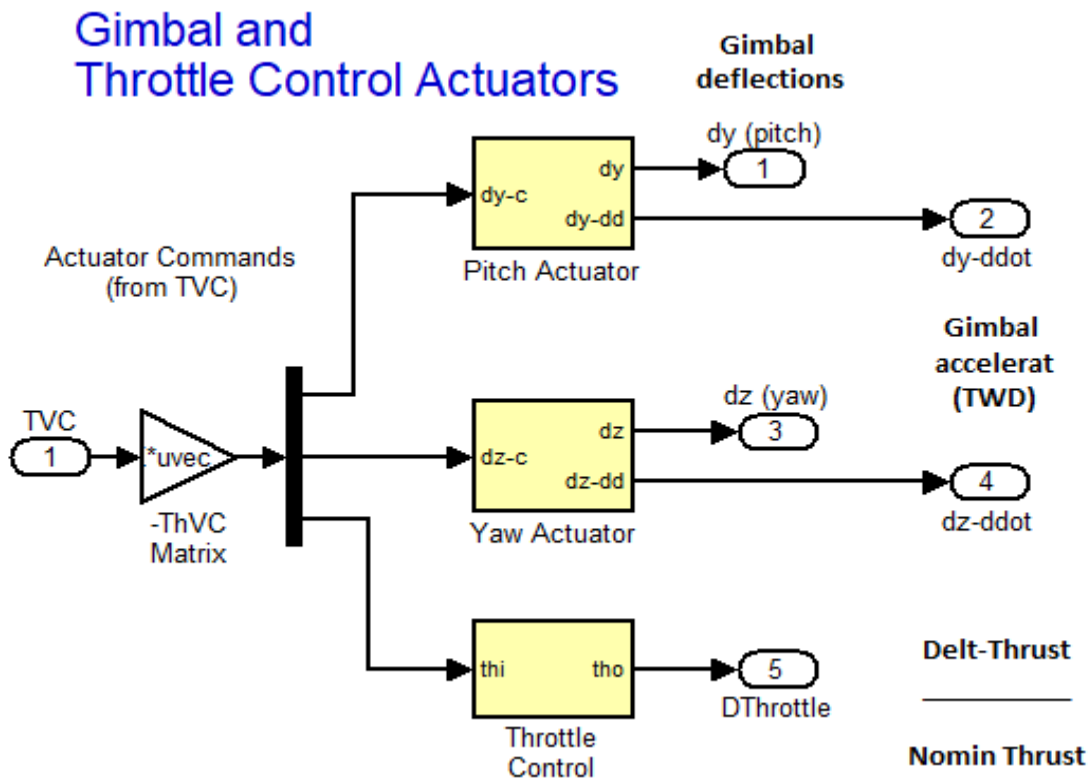 Gimbal and
Throttle Control Actuators
Gimbal
deflections
dy (pitch)
1
dy-c
dy
dy-dd
Pitch Actuator
2
dy-ddot
Actuator Commands
(from TVC)
Gimbal
accelerat
(TWD)
TVC
1
.*uvec
-ThVC
Matrix
dz (yaw)
3
dz-c
dz
dz-dd
Yaw Actuator
4
dz-ddot
thi
tho
Throttle
Control
5
DThrottle
Delt-Thrust
Nomin Thrust